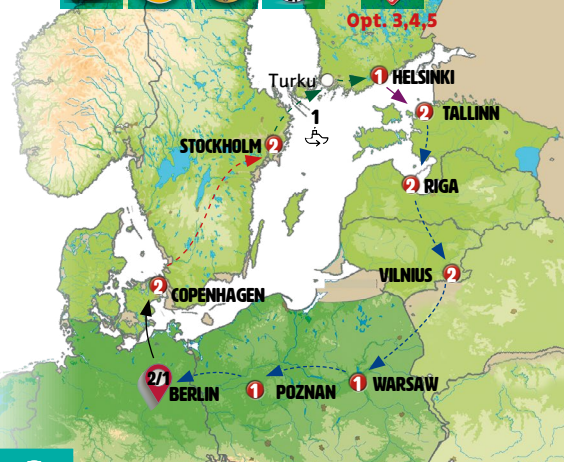 Opt. 3,4,5
Turku
1 HELSINKI
1
2 TALLINN
STOCKHOLM 2
2 RIGA
VILNIUS 2
2 COPENHAGEN
2/1 BERLIN
1 POZNAN
1 WARSAW